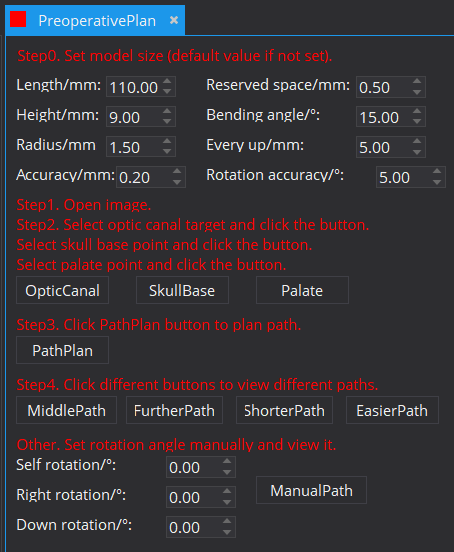 PreoperativePlan ×
Step0. Set model size (default value if not set).
Length/mm: 110.00 Reserved space/mm: 0.50
Height/mm: 9.00 Bending angle/°: 15.00
Radius/mm 1.50 Every up/mm: 5.00
Accuracy/mm: 0.20 Rotation accuracy/°: 5.00
Step1. Open image.
Step2. Select optic canal target and click the button.
Select skull base point and click the button.
Select palate point and click the button.
OpticCanal SkullBase Palate
Step3. Click PathPlan button to plan path.
PathPlan
Step4. Click different buttons to view different paths.
MiddlePath FurtherPath ShorterPath EasierPath
Other. Set rotation angle manually and view it.
Self rotation/°: 0.00
Right rotation/°: 0.00 ManualPath
Down rotation/°: 0.00